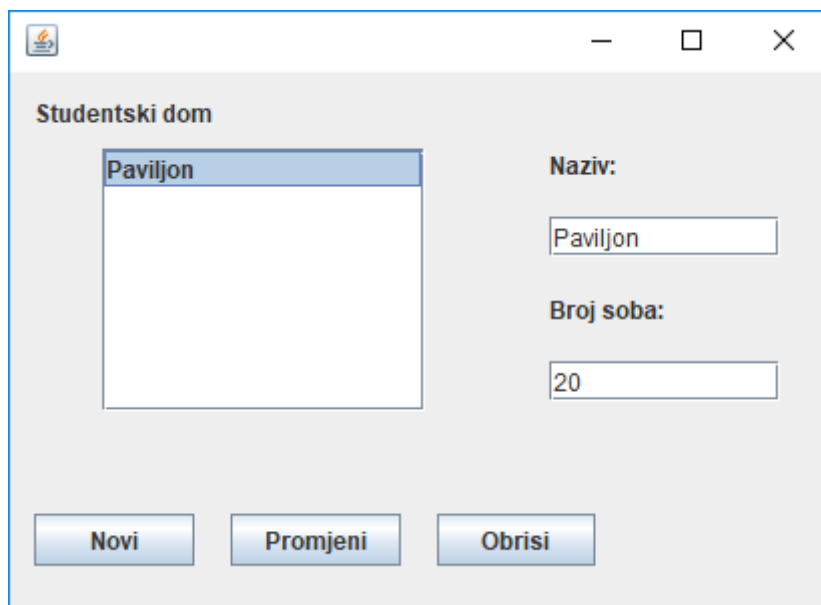 Studentski dom
Paviljon
Naziv:
Paviljon
Broj soba:
20
Novi
Promjeni
Obrisi